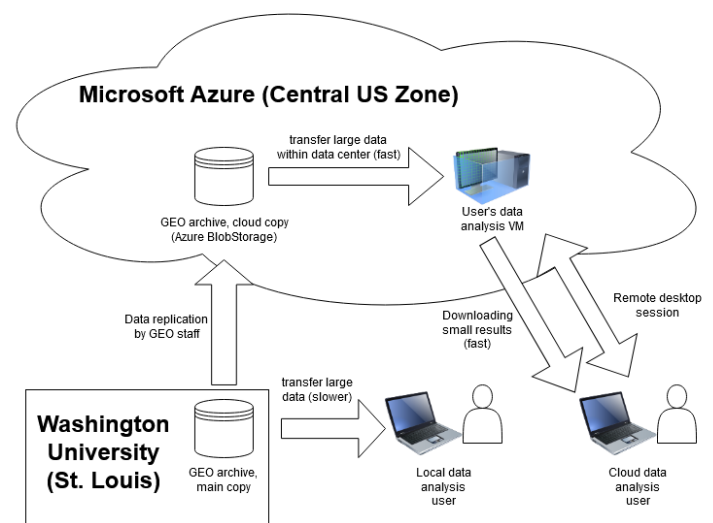 Microsoft Azure (Central US Zone)
transfer large data
within data center (fast)
GEO archive, cloud copy
(Azure BlobStorage)
User's data
analysis VM
Data replication
by GEO staff
Downloading
small results
(fast)
Remote desktop
session
transfer large
data (slower)
Washington
University
(St. Louis)
GEO archive,
main copy
Local data
analysis
user
Cloud data
analysis
user